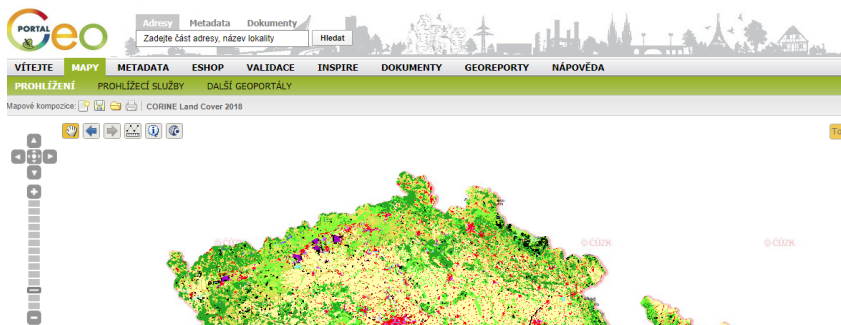 PORTAL
Geo
Adresy Metadata Dokumenty
Zadejte část adresy, název lokality Hledat
VÍTEJTE MAPY METADATA ESHOP VALIDACE INSPIRE DOKUMENTY GEOREPORTY NÁPOVĚDA
PROHLÍŽENÍ PROHLÍŽECÍ SLUŽBY DALŠÍ GEOPORTÁLY
Mapové kompozice: CORINE Land Cover 2018
© ČÚZK © ČÚZK